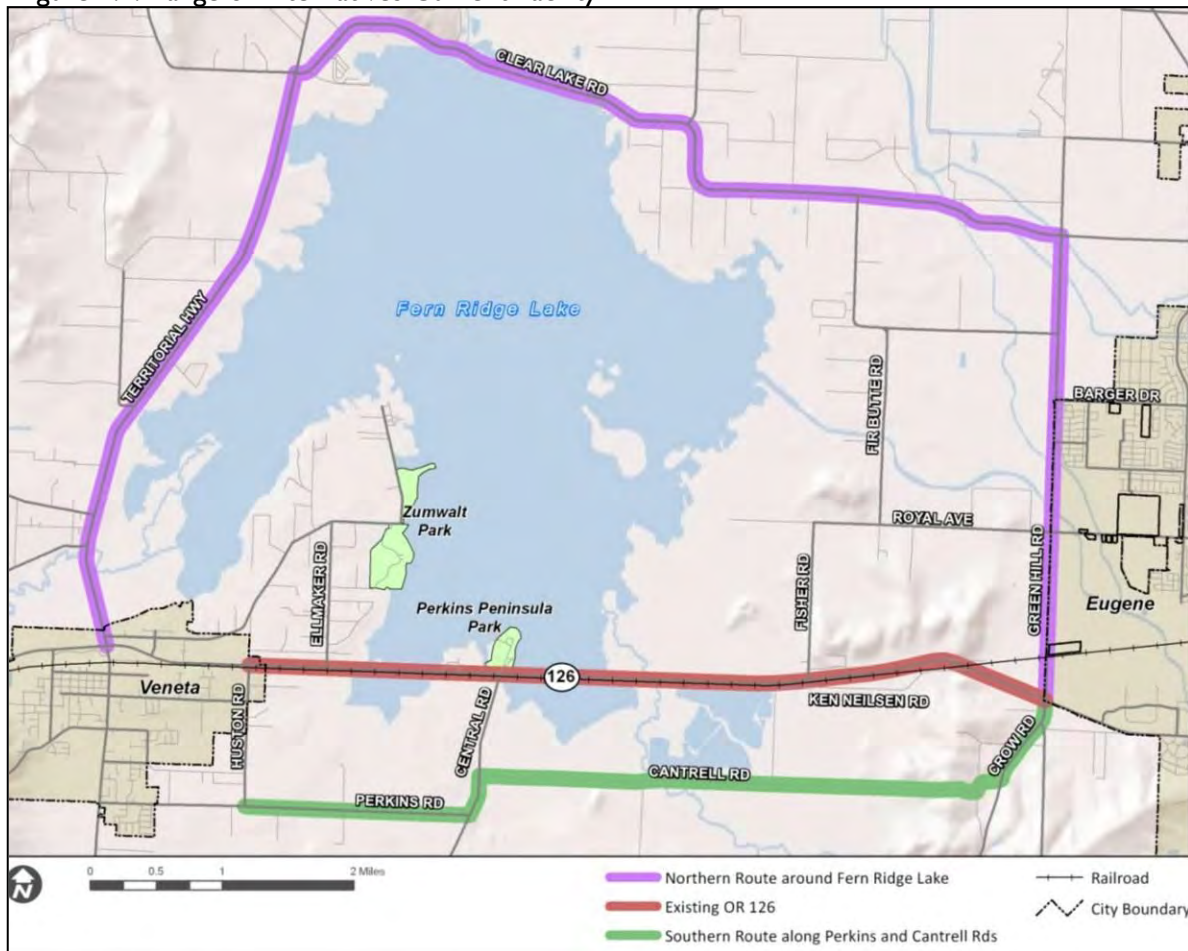 CLEAR LAKE RD
TERRITORIAL HWY
Fern Ridge Lake
FIR BUTTE RD
BARGER DR
Zumwalt
Park
ROYAL AVE
ELLMAKER RD
FISHER RD
GREEN HILL RD
Perkins Peninsula
Park
Eugene
126
Veneta
KEN NEILSEN RD
HUSTON RD
CENTRAL RD
CROW RD
CANTRELL RD
PERKINS RD
N
0 0.5 1 2 Miles
Northern Route around Fern Ridge Lake
Existing OR 126
Southern Route along Perkins and Cantrell Rds
Railroad
City Boundary